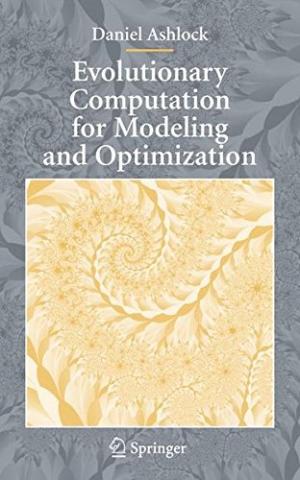 Daniel Ashlock
Evolutionary
Computation
for Modeling
and Optimization
Springer